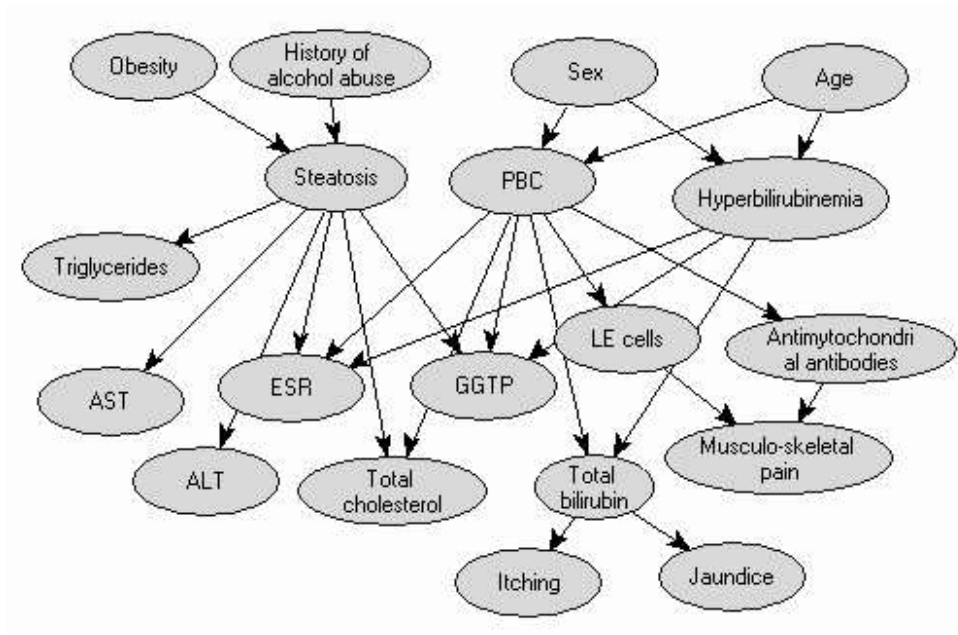 Obesity
History of
alcohol abuse
Sex
Age
Steatosis
PBC
Hyperbilirubinemia
Triglycerides
LE cells
Antimytochondri
al antibodies
AST
ESR
GGTP
ALT
Total
cholesterol
Total
bilirubin
Musculo-skeletal
pain
Itching
Jaundice